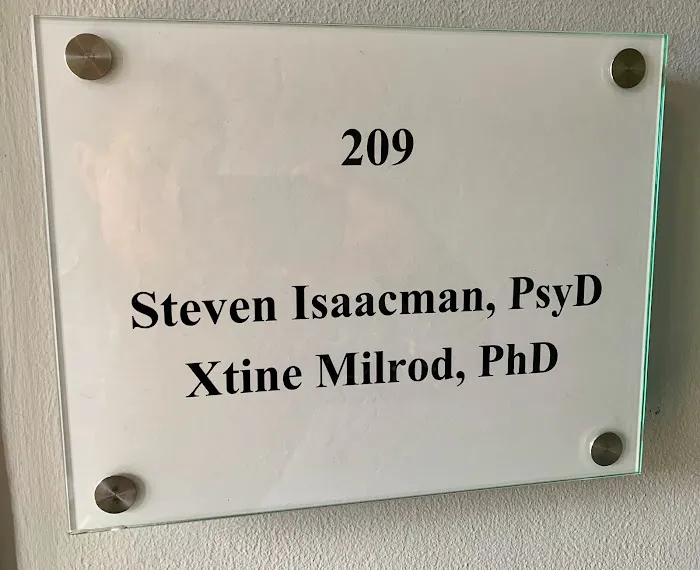 209
Steven Isaacman, PsyD
Xtine Milrod, PhD